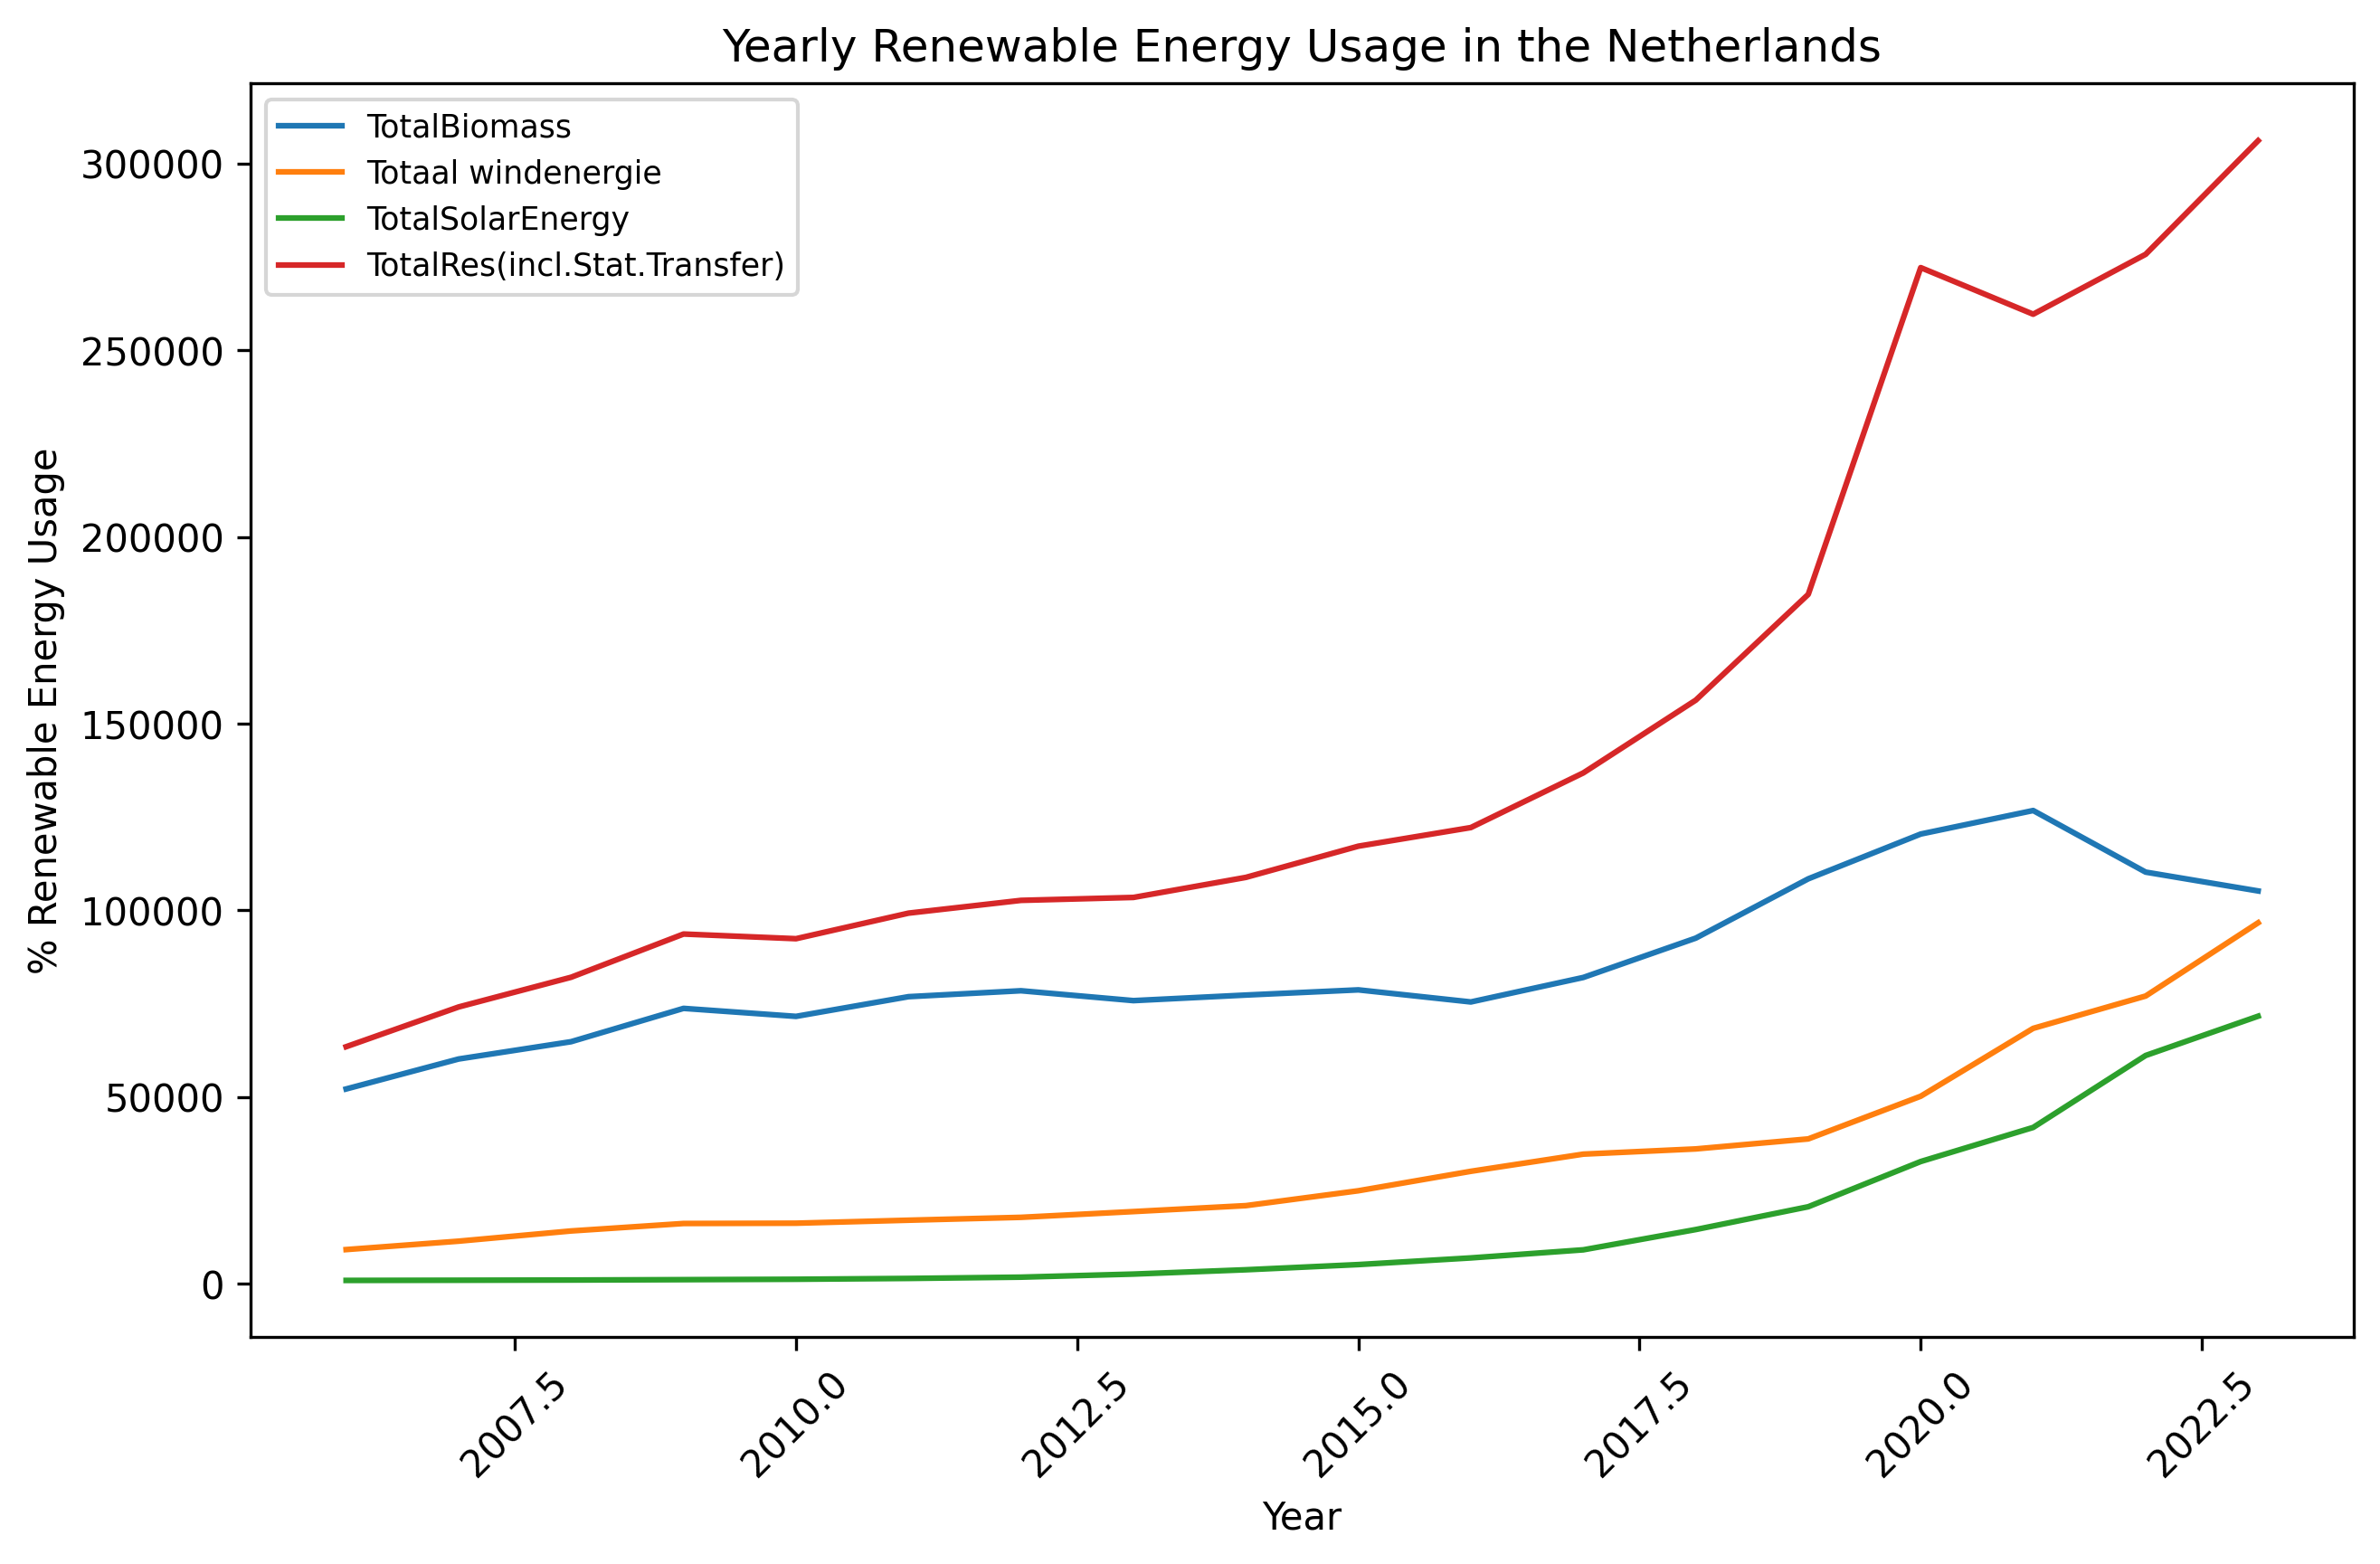 Yearly Renewable Energy Usage in the Netherlands
TotalBiomass
Totaal windenergie
TotalSolarEnergy
TotalRes(incl.Stat.Transfer)
% Renewable Energy Usage
300000
250000
200000
150000
100000
50000
0
2007.5
2010.0
2012.5
2015.0
2017.5
2020.0
2022.5
Year